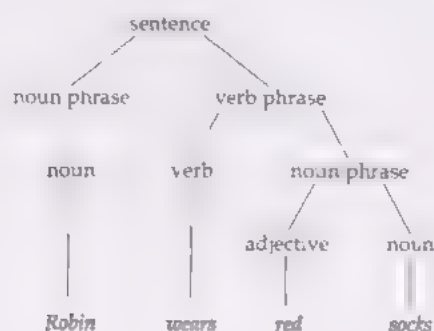 sentence
noun phrase verb phrase
noun verb noun phrase
adjective noun
Robin wears red socks